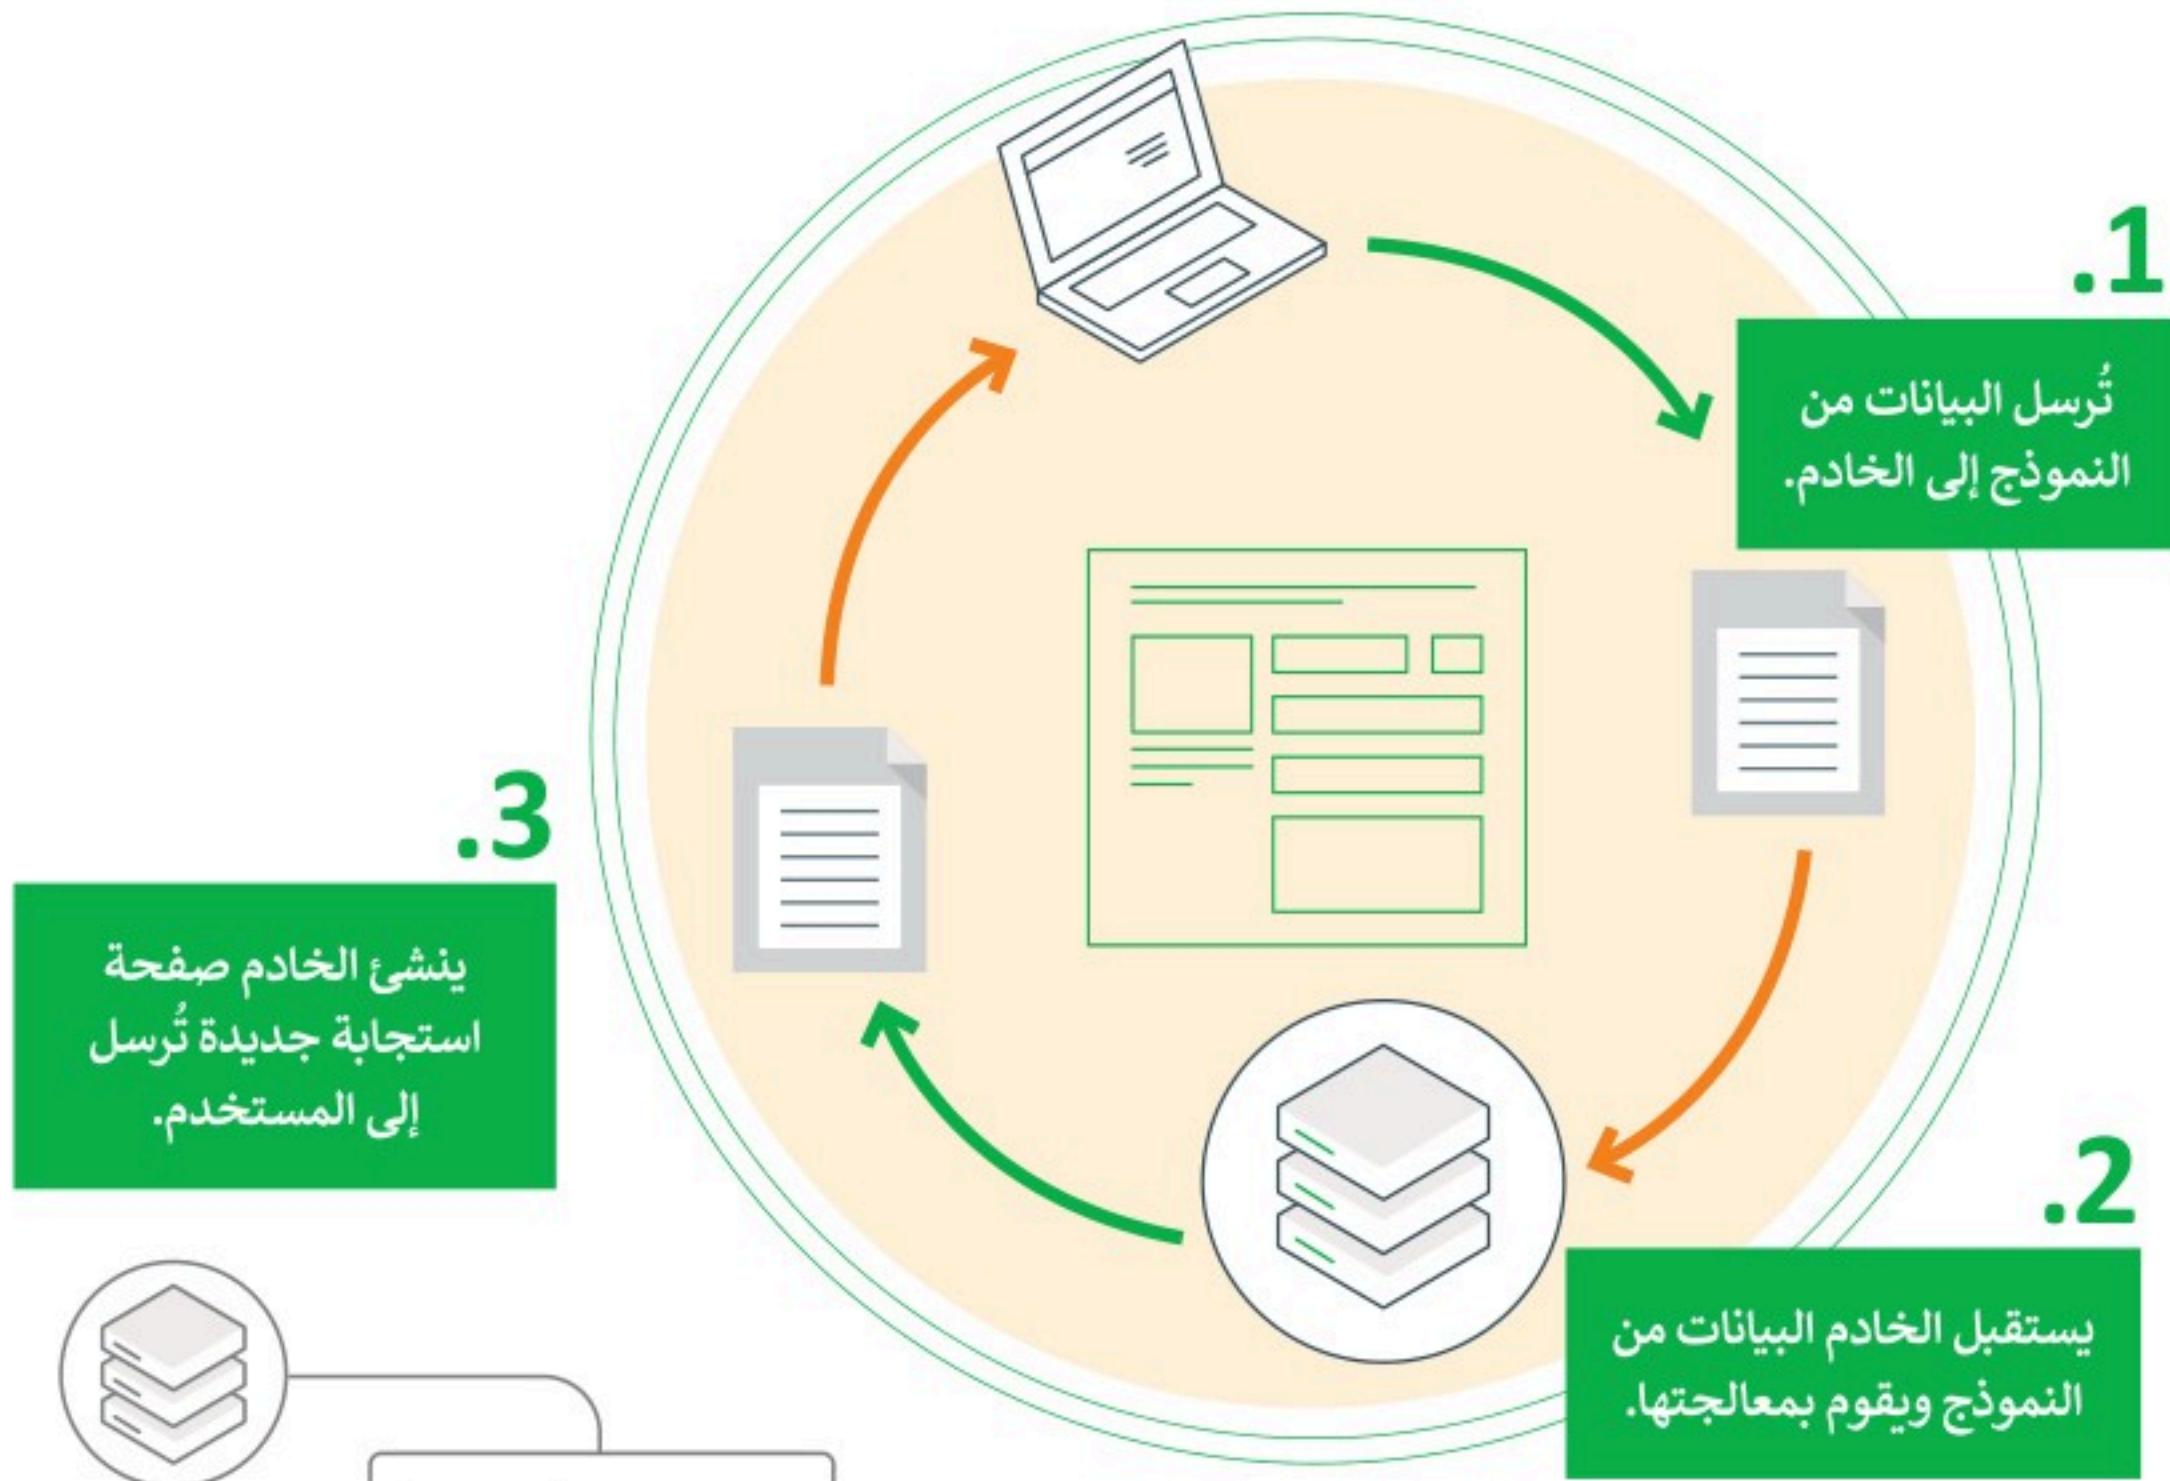 1.
تُرسل البيانات من
النموذج إلى الخادم.
2.
يستقبل الخادم البيانات من
النموذج ويقوم بمعالجتها.
3.
ينشئ الخادم صفحة
استجابة جديدة تُرسل
إلى المستخدم.